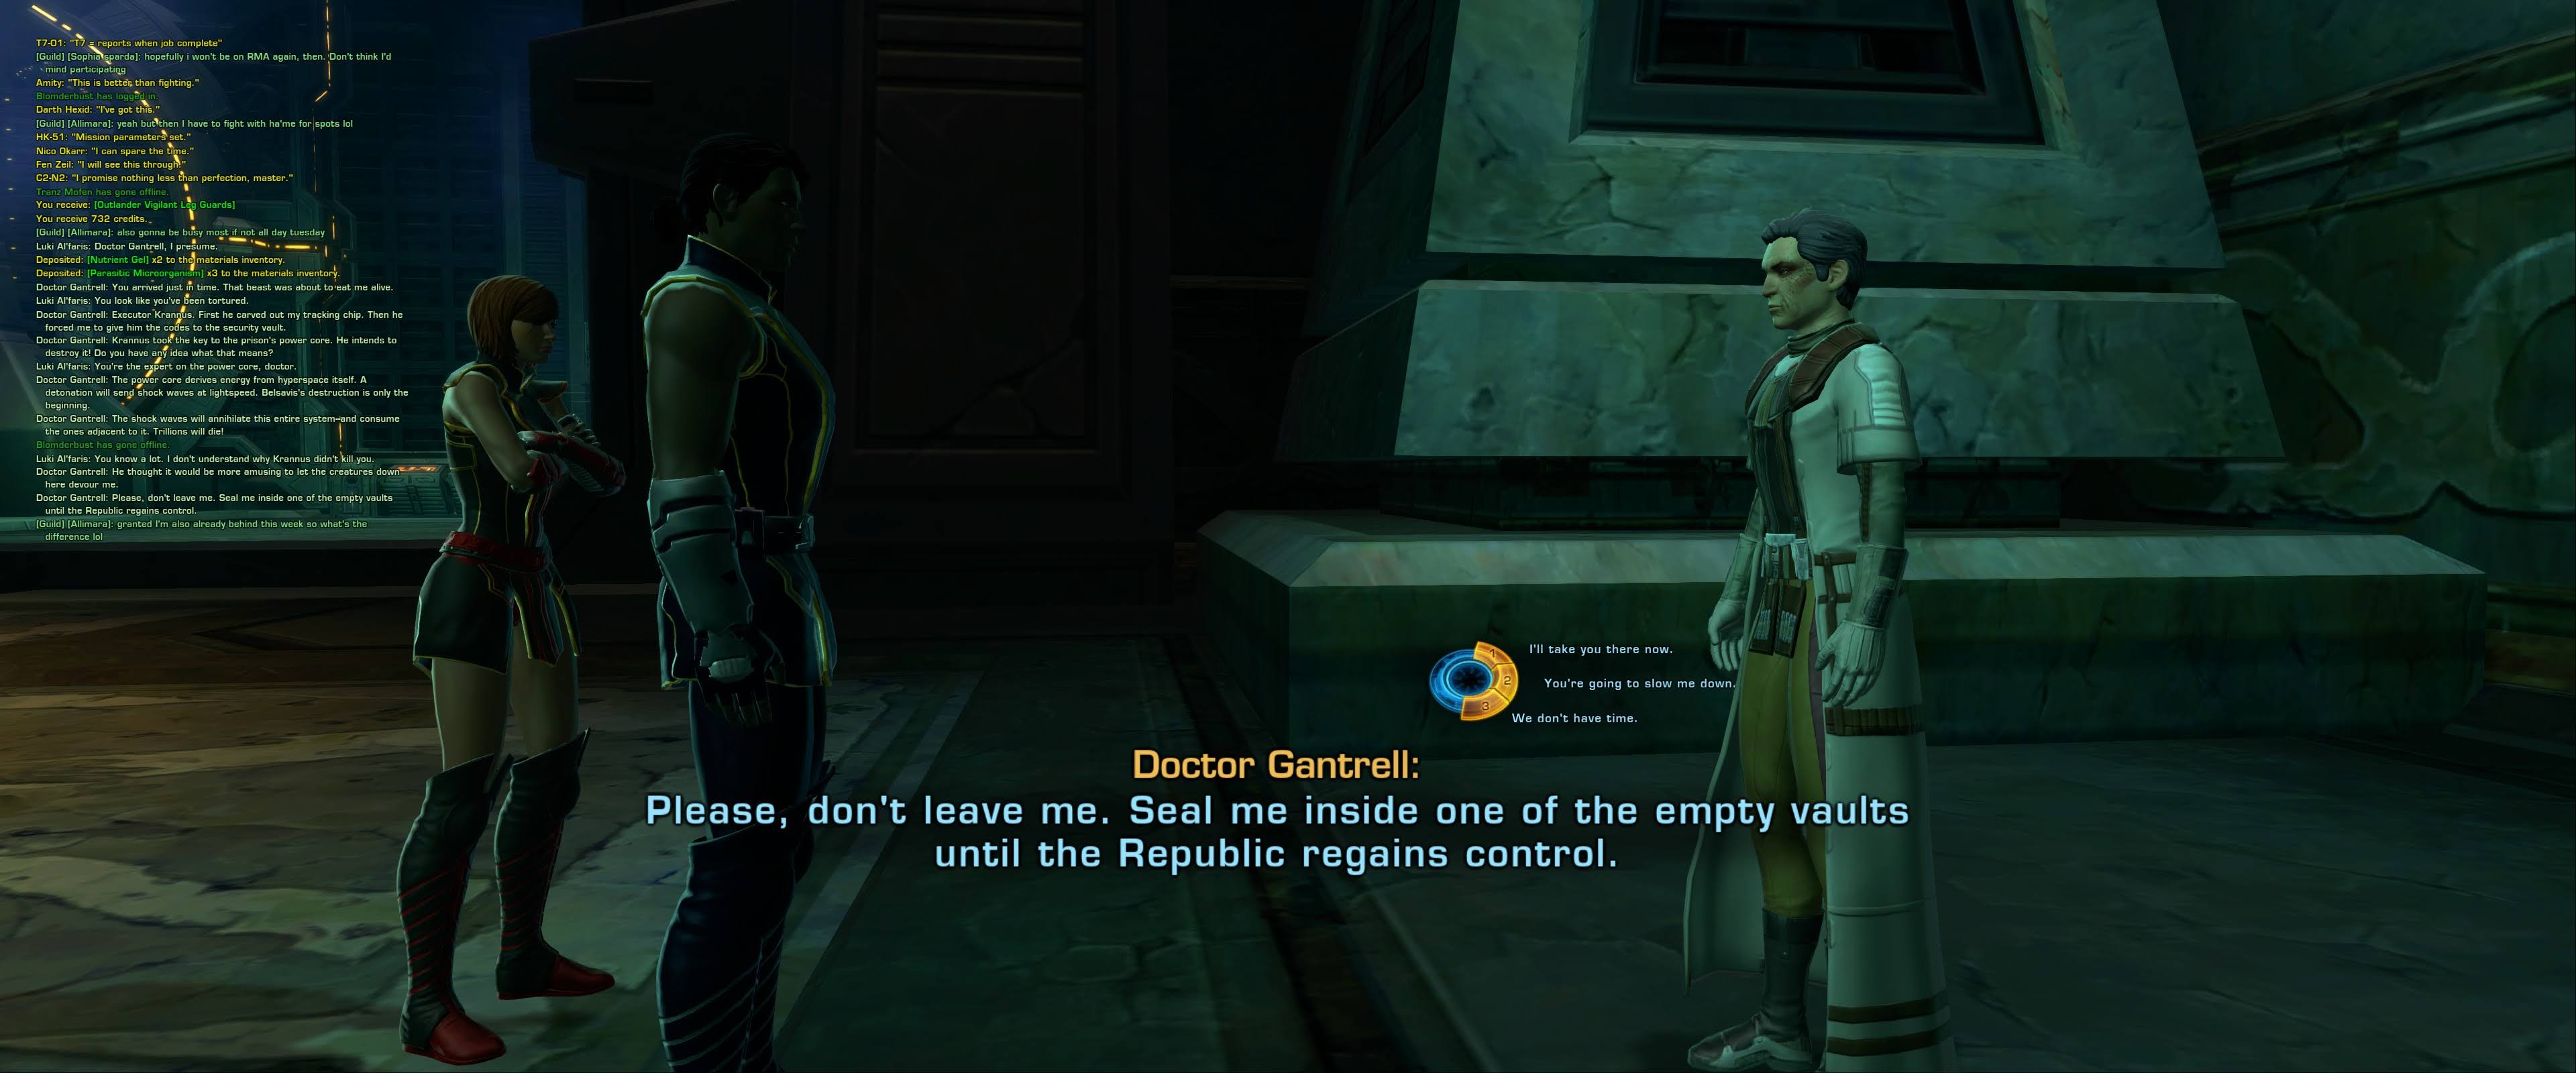 T7-01: "T7 = reports when job complete"
[Guild] [Sophia sparda]: hopefully i won't be on RMA again, then. Don't think I'd
mind participating
Amity: "This is better than fighting."
Blomderbust has logged in.
Darth Hexid: "I've got this."
[Guild] [Allimara]: yeah but then I have to fight with ha'me for spots lol
HK-51: "Mission parameters set."
Nico Okarr: "I can spare the time."
Fen Zeil: "I will see this through."
C2-N2: "I promise nothing less than perfection, master."
Tranz Mofen has gone offline.
You receive: [Outlander Vigilant Leg Guards]
You receive 732 credits.
[Guild] [Allimara]: also gonna be busy most if not all day tuesday
Luki Al'faris: Doctor Gantrell, I presume.
Deposited: [Nutrient Gel] x2 to the materials inventory.
Deposited: [Parasitic Microorganism] x3 to the materials inventory.
Doctor Gantrell: You arrived just in time. That beast was about to eat me alive.
Luki Al'faris: You look like you've been tortured.
Doctor Gantrell: Executor Krannus. First he carved out my tracking chip. Then he
forced me to give him the codes to the security vault.
Doctor Gantrell: Krannus took the key to the prison's power core. He intends to
destroy it! Do you have any idea what that means?
Luki Al'faris: You're the expert on the power core, doctor.
Doctor Gantrell: The power core derives energy from hyperspace itself. A
detonation will send shock waves at lightspeed. Belsavis's destruction is only the
beginning.
Doctor Gantrell: The shock waves will annihilate this entire system--and consume
the ones adjacent to it. Trillions will die!
Blomderbust has gone offline.
Luki Al'faris: You know a lot. I don't understand why Krannus didn't kill you.
Doctor Gantrell: He thought it would be more amusing to let the creatures down
here devour me.
Doctor Gantrell: Please, don't leave me. Seal me inside one of the empty vaults
until the Republic regains control.
[Guild] [Allimara]: granted I'm also already behind this week so what's the
difference lol
1 I'll take you there now.
2 You're going to slow me down.
3 We don't have time.
Doctor Gantrell:
Please, don't leave me. Seal me inside one of the empty vaults
until the Republic regains control.